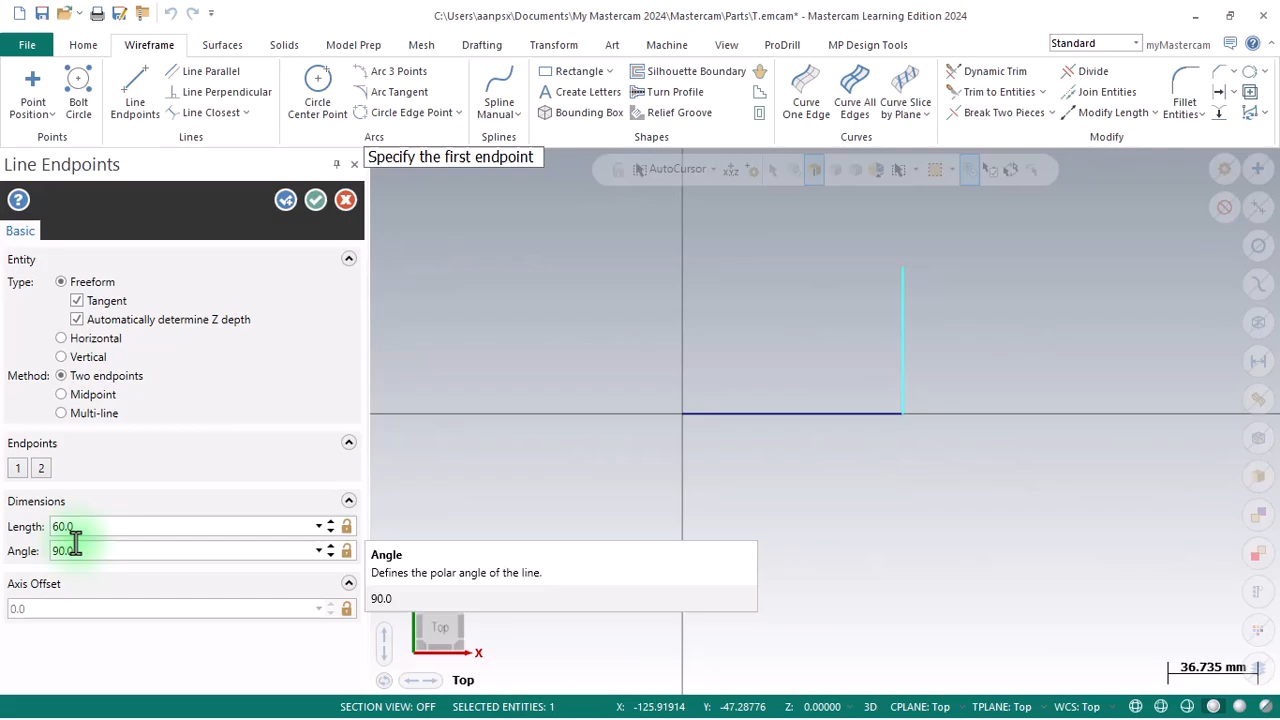 C:\Users\aanpsx\Documents\My Mastercam 2024\Mastercam\Parts\T.emcam* - Mastercam Learning Edition 2024
File Home Wireframe Surfaces Solids Model Prep Mesh Drafting Transform Art Machine View ProDrill MP Design Tools Standard myMastercam
Line Parallel Arc 3 Points Rectangle Silhouette Boundary Dynamic Trim Divide
Line Perpendicular Arc Tangent Create Letters Turn Profile Trim to Entities Join Entities
Line Closest Circle Edge Point Bounding Box Relief Groove Break Two Pieces Modify Length
Point Bolt Line Circle Spline Curve Curve All Curve Slice Fillet
Position Circle Endpoints Center Point Manual One Edge Edges by Plane Entities
Points Lines Arcs Splines Shapes Curves Modify
Line Endpoints
Specify the first endpoint
AutoCursor
Basic
Entity
Type: Freeform
Tangent
Automatically determine Z depth
Horizontal
Vertical
Method: Two endpoints
Midpoint
Multi-line
Endpoints
1 2
Dimensions
Length: 60.0
Angle: 90.0
Angle
Defines the polar angle of the line.
90.0
Axis Offset
0.0
Top
X
Top
36.735 mm
SECTION VIEW: OFF SELECTED ENTITIES: 1 X: -125.91914 Y: -47.28776 Z: 0.00000 3D CPLANE: Top TPLANE: Top WCS: Top